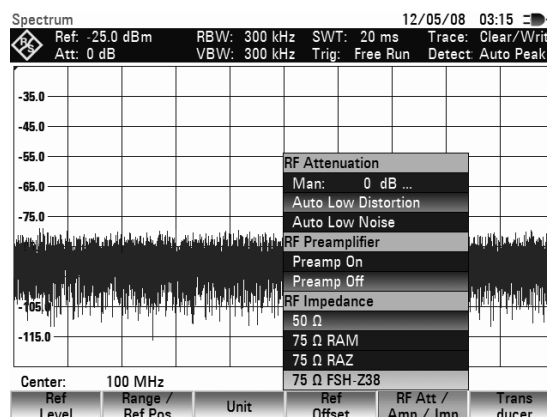 Spectrum 12/05/08 03:15
Ref: -25.0 dBm RBW: 300 kHz SWT: 20 ms Trace: Clear/Writ
Att: 0 dB VBW: 300 kHz Trig: Free Run Detect: Auto Peak
-35.0
-45.0
-55.0
-65.0
-75.0
-105.0
-115.0
RF Attenuation
Man: 0 dB ...
Auto Low Distortion
Auto Low Noise
RF Preamplifier
Preamp On
Preamp Off
RF Impedance
50 Ω
75 Ω RAM
75 Ω RAZ
75 Ω FSH-Z38
Center: 100 MHz
Ref Level
Range / Ref Pos
Unit
Ref Offset
RF Att / Amp / Imp
Trans ducer